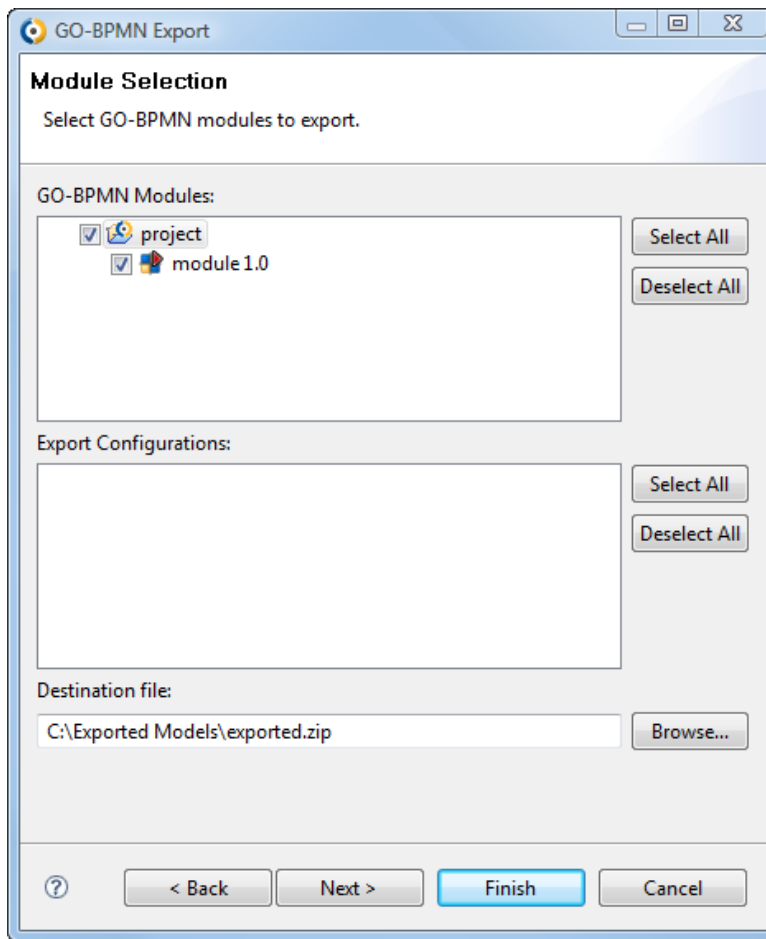 GO-BPMN Export
Module Selection
Select GO-BPMN modules to export.
GO-BPMN Modules:
project
module 1.0
Select All
Deselect All
Export Configurations:
Select All
Deselect All
Destination file:
C:\Exported Models\exported.zip
Browse...
?
< Back
Next >
Finish
Cancel